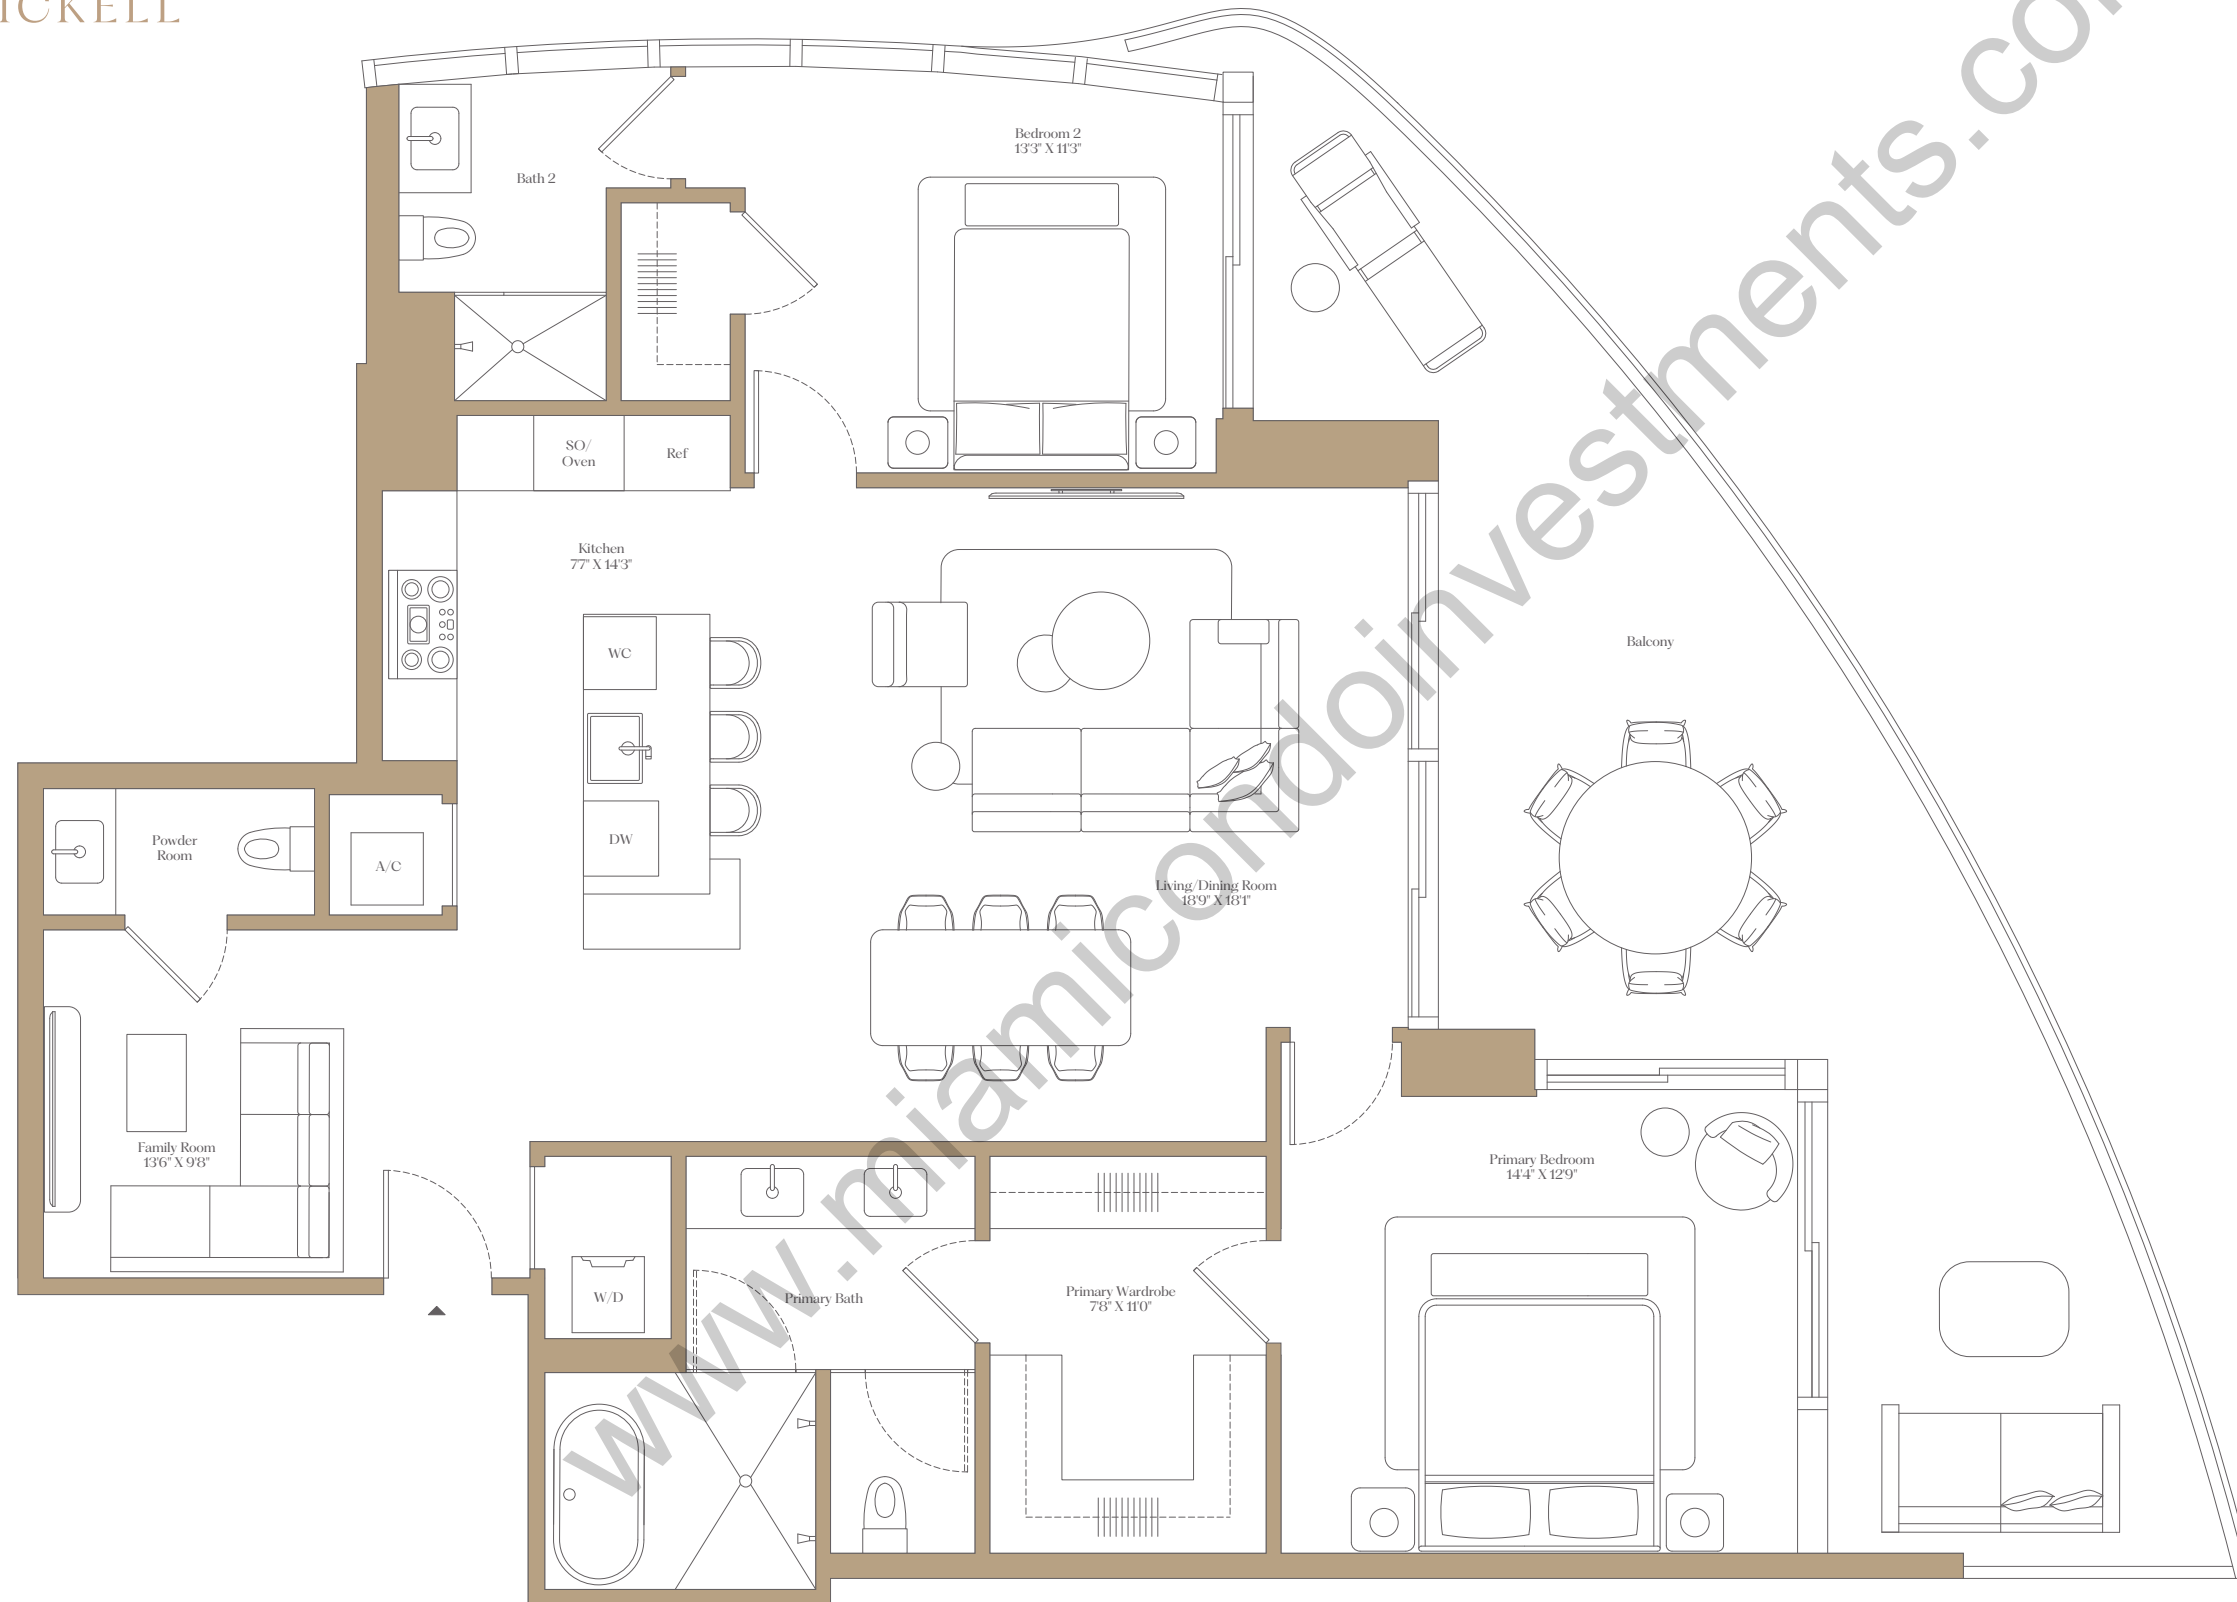 ICKELL
Bedroom 2
13'3" X 11'3"
Bath 2
SO/
Oven
Ref
Kitchen
7'7" X 14'3"
WC
Balcony
Powder
Room
DW
A/C
Living/Dining Room
18'9" X 18'1"
Family Room
13'6" X 9'8"
Primary Bedroom
14'4" X 12'9"
W/D
Primary Bath
Primary Wardrobe
7'8" X 11'0"
www.miamicondoinvestments.co